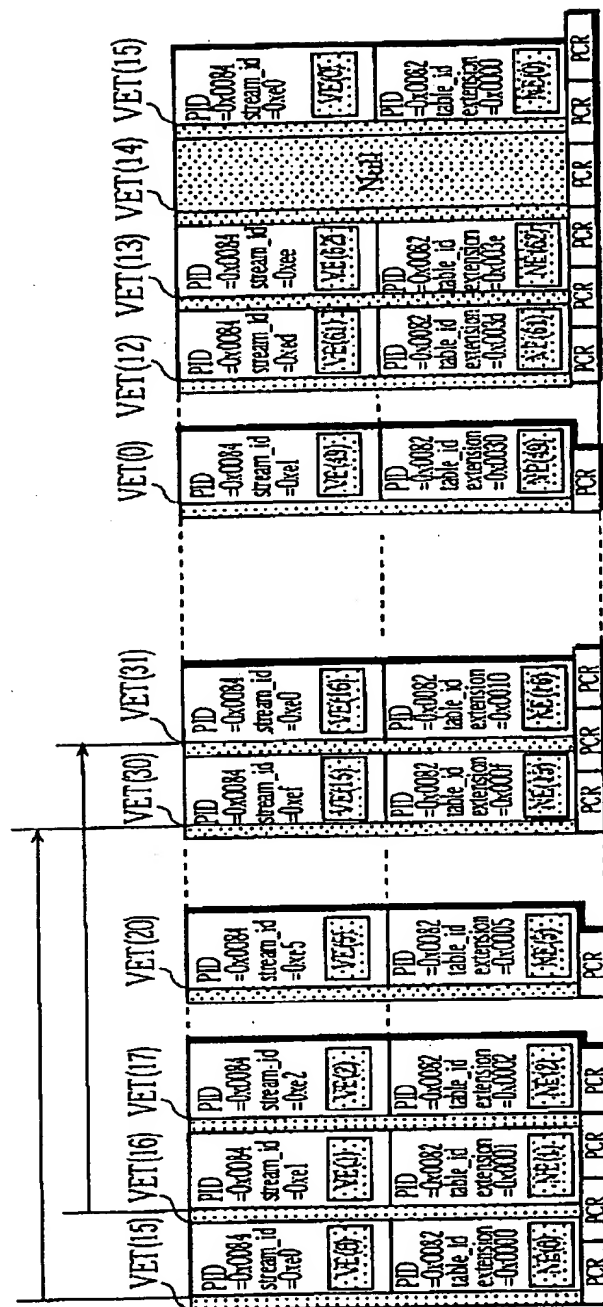 VET(15)
PID
=0x0084
stream_id
=0xe0
VE(0)
PID
=0x0082
table_id
extension
=0x0000
NE(0)
PCR
VET(16)
PID
=0x0084
stream_id
=0xe1
VE(1)
PID
=0x0082
table_id
extension
=0x0001
NE(1)
PCR
VET(17)
PID
=0x0084
stream_id
=0xe2
VE(2)
PID
=0x0082
table_id
extension
=0x0002
NE(2)
PCR
VET(20)
PID
=0x0084
stream_id
=0xe5
VE(5)
PID
=0x0082
table_id
extension
=0x0005
NE(5)
PCR
VET(30)
PID
=0x0084
stream_id
=0xef
VE(15)
PID
=0x0082
table_id
extension
=0x000f
NE(15)
PCR
PCR
VET(31)
PID
=0x0084
stream_id
=0xe0
VE(16)
PID
=0x0082
table_id
extension
=0x0010
NE(16)
PCR
VET(0)
PID
=0x0084
stream_id
=0xe1
VE(49)
PID
=0x0082
table_id
extension
=0x0030
NE(49)
PCR
VET(12)
PID
=0x0084
stream_id
=0xed
VE(61)
PID
=0x0082
table_id
extension
=0x003d
NE(61)
PCR
VET(13)
PID
=0x0084
stream_id
=0xee
VE(62)
PID
=0x0082
table_id
extension
=0x003e
NE(62)
PCR
PCR
VET(14)
Null
PCR
VET(15)
PID
=0x0084
stream_id
=0xe0
VE(0)
PID
=0x0082
table_id
extension
=0x0000
NE(0)
PCR
PCR